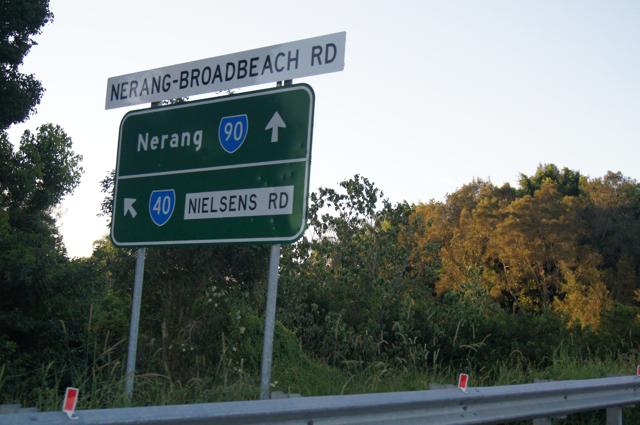 NERANG-BROADBEACH RD
Nerang 90
40 NIELSENS RD